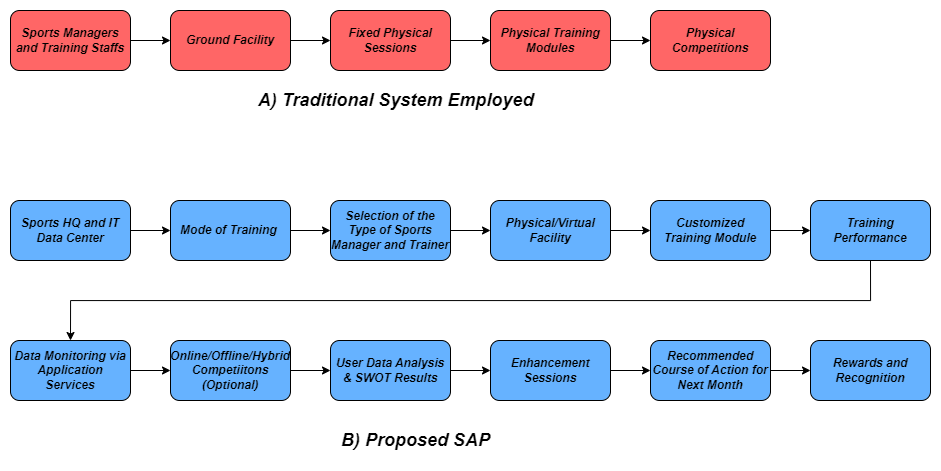 Sports Managers
and Training Staffs
Ground Facility
Fixed Physical
Sessions
Physical Training
Modules
Physical
Competitions
A) Traditional System Employed
Sports HQ and IT
Data Center
Mode of Training
Selection of the
Type of Sports
Manager and Trainer
Physical/Virtual
Facility
Customized
Training Module
Training
Performance
Data Monitoring via
Application
Services
Online/Offline/Hybrid
Competiitons
(Optional)
User Data Analysis
& SWOT Results
Enhancement
Sessions
Recommended
Course of Action for
Next Month
Rewards and
Recognition
B) Proposed SAP